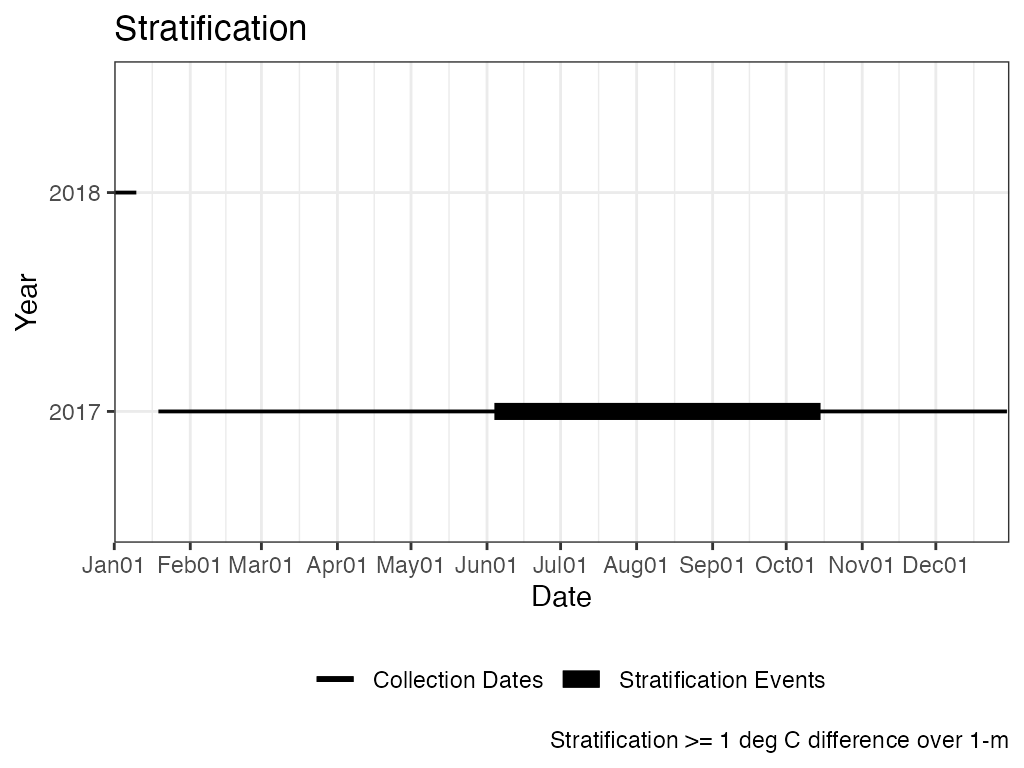 Stratification
Year
2018
2017
Jan01 Feb01 Mar01 Apr01 May01 Jun01 Jul01 Aug01 Sep01 Oct01 Nov01 Dec01
Date
Collection Dates Stratification Events
Stratification >= 1 deg C difference over 1-m